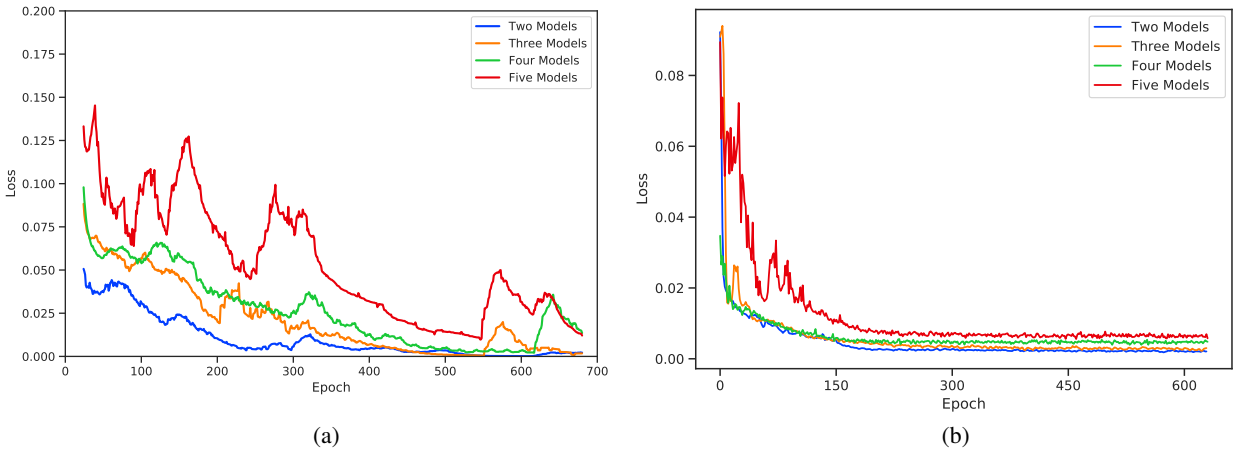 0.200
0.175
0.150
0.125
0.100
0.075
0.050
0.025
0.000
Loss
0 100 200 300 400 500 600 700
Epoch
Two Models
Three Models
Four Models
Five Models
(a)
0.08
0.06
0.04
0.02
0.00
Loss
0 150 300 450 600
Epoch
Two Models
Three Models
Four Models
Five Models
(b)